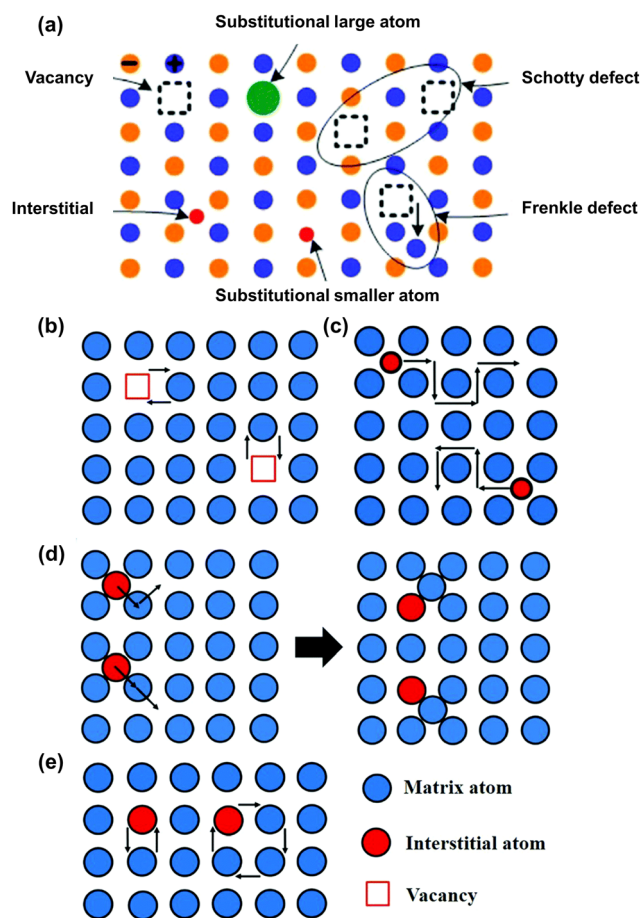 (a)
Substitutional large atom
Vacancy
Schotty defect
Interstitial
Frenkle defect
Substitutional smaller atom
(b)
(c)
(d)
(e)
Matrix atom
Interstitial atom
Vacancy